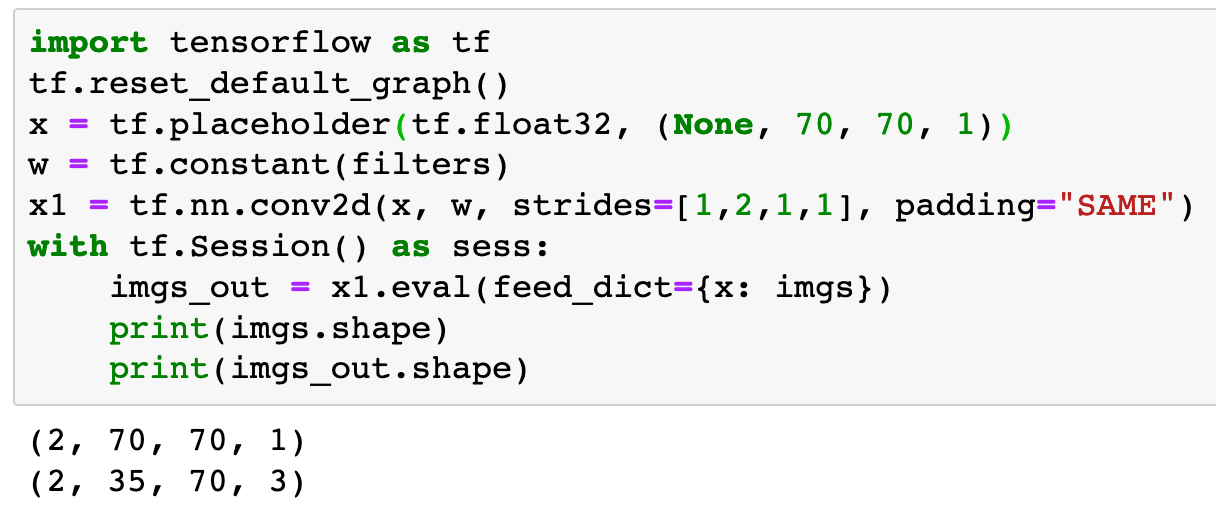 import tensorflow as tf
tf.reset_default_graph()
x = tf.placeholder(tf.float32, (None, 70, 70, 1))
w = tf.constant(filters)
x1 = tf.nn.conv2d(x, w, strides=[1,2,1,1], padding="SAME")
with tf.Session() as sess:
    imgs_out = x1.eval(feed_dict={x: imgs})
    print(imgs.shape)
    print(imgs_out.shape)
(2, 70, 70, 1)
(2, 35, 70, 3)